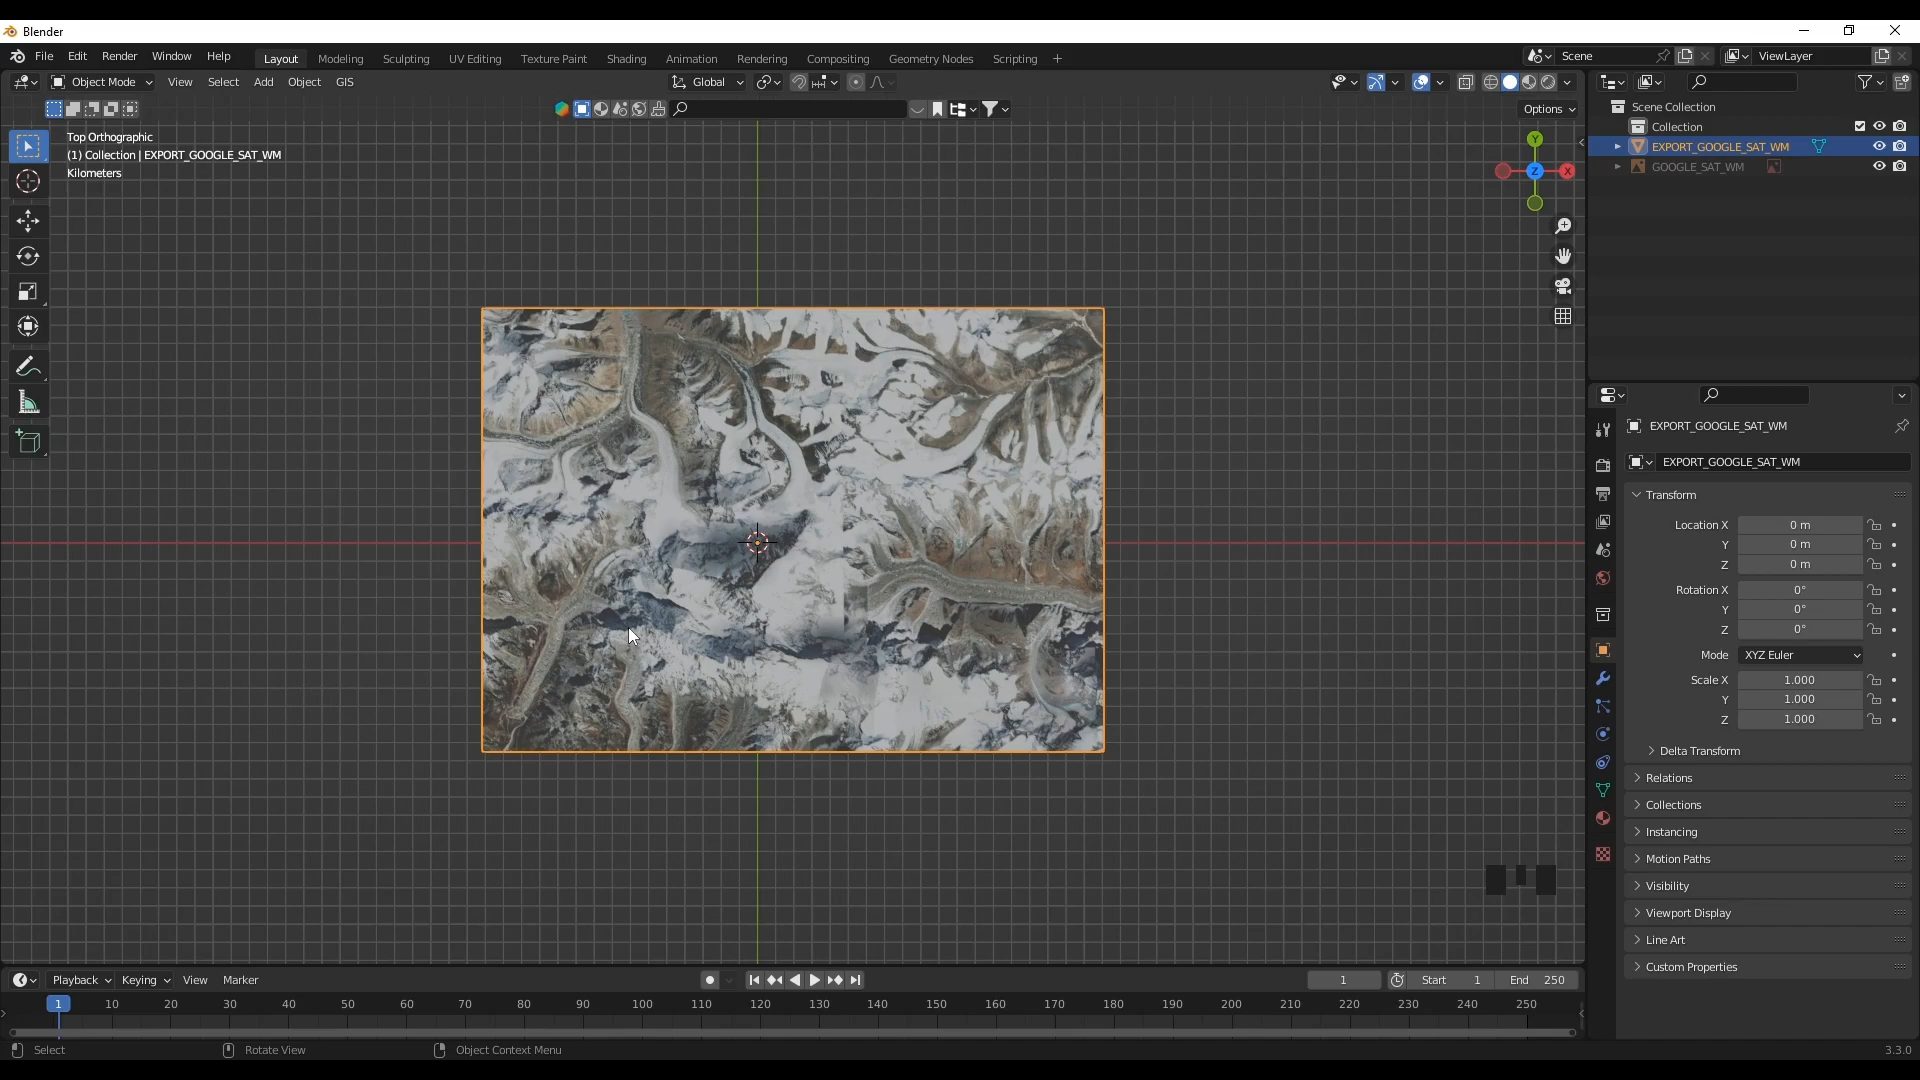 Blender
File Edit Render Window Help Layout Modeling Sculpting UV Editing Texture Paint Shading Animation Rendering Compositing Geometry Nodes Scripting + Scene ViewLayer
Object Mode View Select Add Object GIS Global
Options
Top Orthographic
(1) Collection | EXPORT_GOOGLE_SAT_WM
Kilometers
Y
Z X
Scene Collection
Collection
EXPORT_GOOGLE_SAT_WM
GOOGLE_SAT_WM
EXPORT_GOOGLE_SAT_WM
EXPORT_GOOGLE_SAT_WM
Transform
Location X 0 m
Y 0 m
Z 0 m
Rotation X 0°
Y 0°
Z 0°
Mode XYZ Euler
Scale X 1.000
Y 1.000
Z 1.000
Delta Transform
Relations
Collections
Instancing
Motion Paths
Visibility
Viewport Display
Line Art
Custom Properties
Playback Keying View Marker 1 Start 1 End 250
1 10 20 30 40 50 60 70 80 90 100 110 120 130 140 150 160 170 180 190 200 210 220 230 240 250
Select Rotate View Object Context Menu 3.3.0